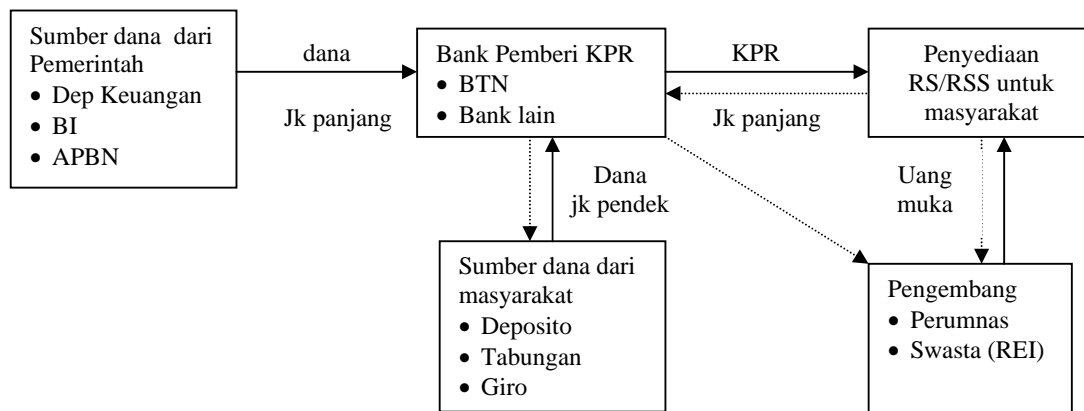 Sumber dana dari
Pemerintah
• Dep Keuangan
• BI
• APBN
dana
Jk panjang
Bank Pemberi KPR
• BTN
• Bank lain
KPR
Jk panjang
Penyediaan
RS/RSS untuk
masyarakat
Dana
jk pendek
Uang
muka
Sumber dana dari
masyarakat
• Deposito
• Tabungan
• Giro
Pengembang
• Perumnas
• Swasta (REI)